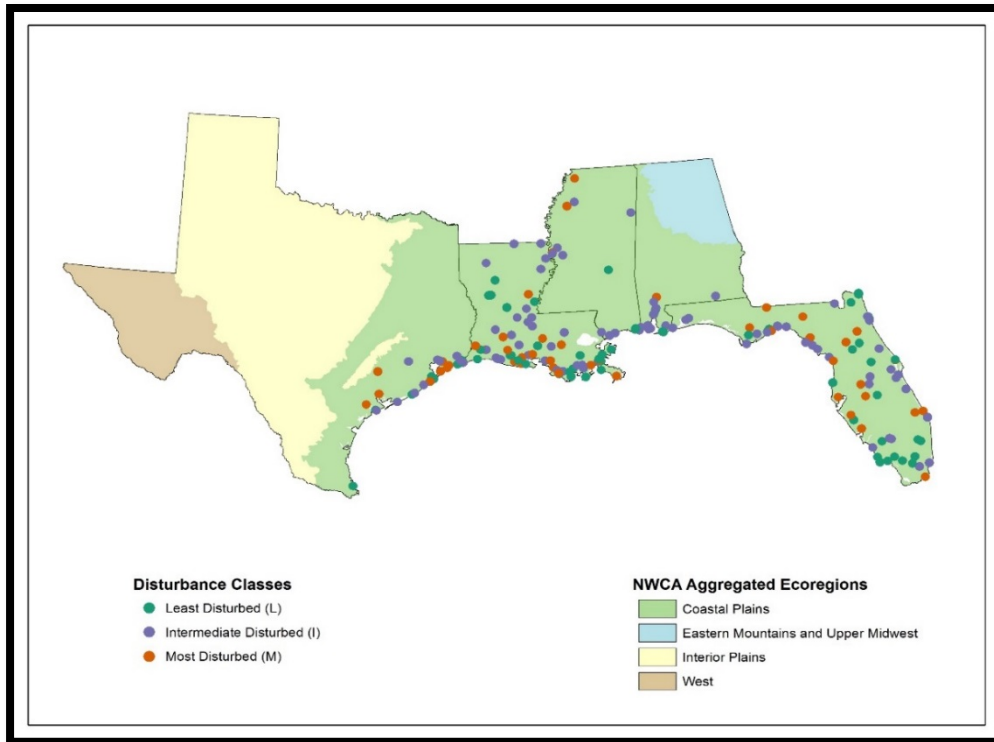 Disturbance Classes
Least Disturbed (L)
Intermediate Disturbed (I)
Most Disturbed (M)
NWCA Aggregated Ecoregions
Coastal Plains
Eastern Mountains and Upper Midwest
Interior Plains
West